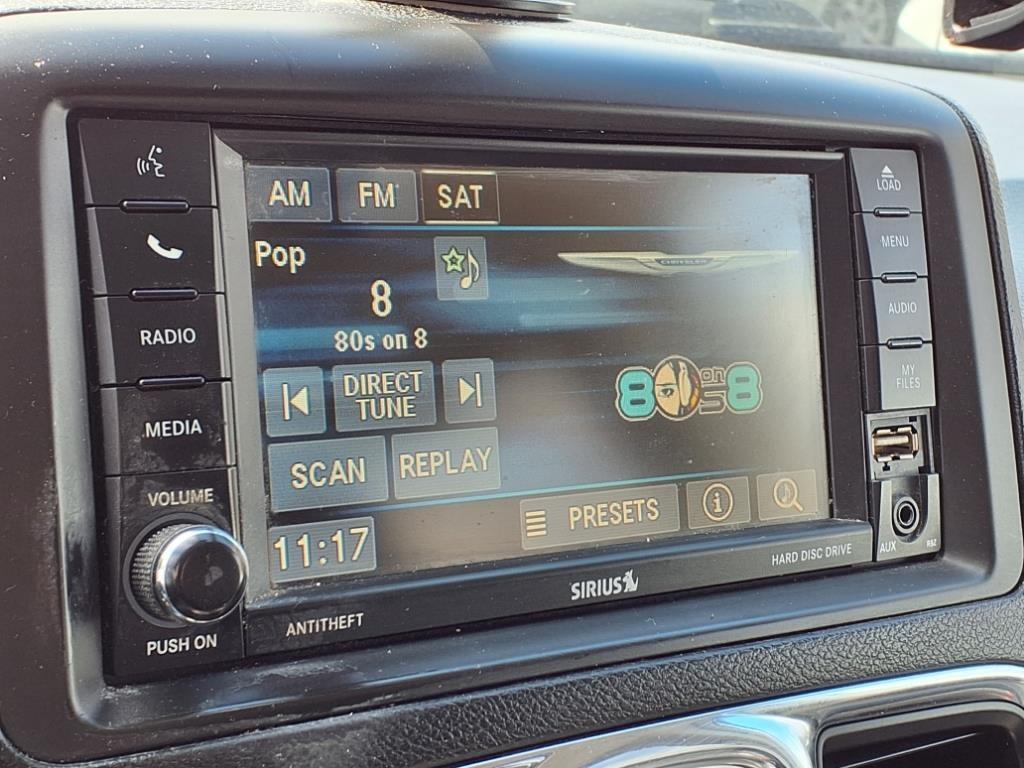 AM FM SAT
Pop
8
80s on 8
CHRYSLER
DIRECT
TUNE
SCAN REPLAY
80s on 8
PRESETS
11:17
RADIO
MEDIA
VOLUME
PUSH ON
ANTITHEFT
SIRIUS
HARD DISC DRIVE
LOAD
MENU
AUDIO
MY
FILES
AUX RBZ